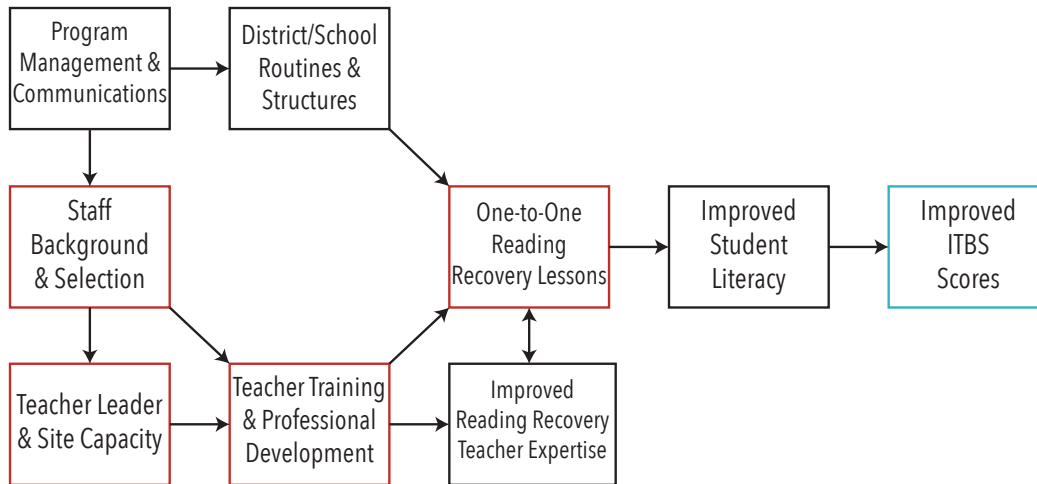 Program
Management &
Communications
District/School
Routines &
Structures
Staff
Background
& Selection
One-to-One
Reading
Recovery Lessons
Improved
Student
Literacy
Improved
ITBS
Scores
Teacher Leader
& Site Capacity
Teacher Training
& Professional
Development
Improved
Reading Recovery
Teacher Expertise